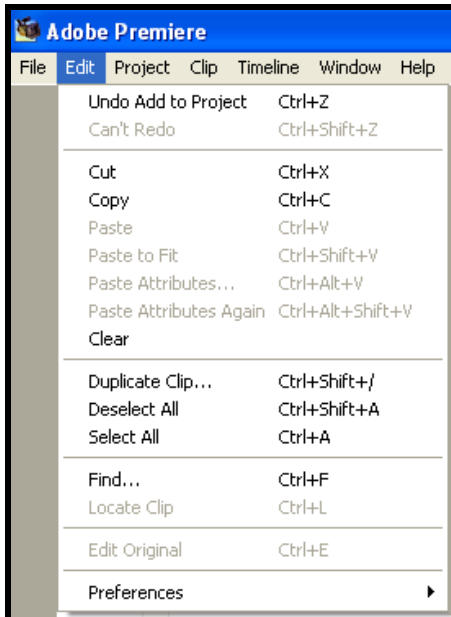 Adobe Premiere
File Edit Project Clip Timeline Window Help
Undo Add to Project Ctrl+Z
Can't Redo Ctrl+Shift+Z
Cut Ctrl+X
Copy Ctrl+C
Paste Ctrl+V
Paste to Fit Ctrl+Shift+V
Paste Attributes... Ctrl+Alt+V
Paste Attributes Again Ctrl+Alt+Shift+V
Clear
Duplicate Clip... Ctrl+Shift+/
Deselect All Ctrl+Shift+A
Select All Ctrl+A
Find... Ctrl+F
Locate Clip Ctrl+L
Edit Original Ctrl+E
Preferences